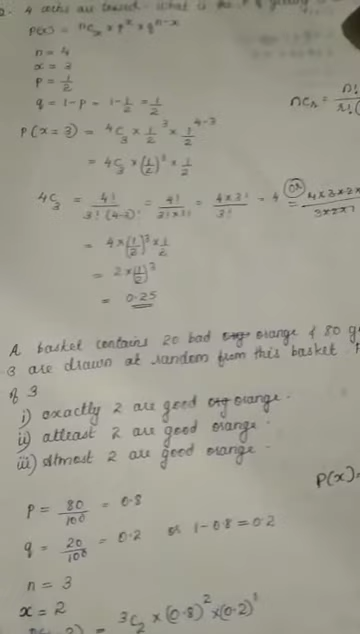 2. 4 coins are tossed. What is the P of getting
P(x) = nCx × p^x × q^n-x
n = 4
x = 3
p = 1/2
q = 1-p = 1-1/2 = 1/2
nCr = n!/r!(
P(x=3) = 4C3 × 1/2^3 × 1/2^4-3
= 4C3 × (1/2)^3 × 1/2
4C3 = 4!/3!(4-3)! = 4!/3!×1! = 4×3!/3! = 4 (or) = 4×3×2/3×2×1
= 4×(1/2)^3×1/2
= 2×(1/2)^3
= 0.25
A basket contains 20 bad orange & 80 g
3 are drawn at random from this basket
of 3
i) exactly 2 are good orange.
ii) atleast 2 are good orange.
iii) Atmost 2 are good orange.
P(x)=
p = 80/100 = 0.8
q = 20/100 = 0.2 or 1-0.8 = 0.2
n = 3
x = 2
= 3C2 × (0.8)^2 × (0.2)^1